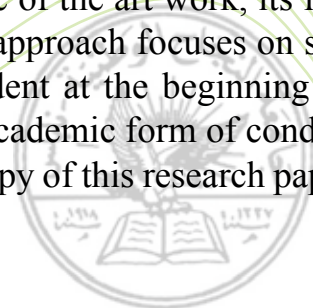 of the art work, its
approach focuses on s
dent at the beginning
cademic form of cond
py of this research pap